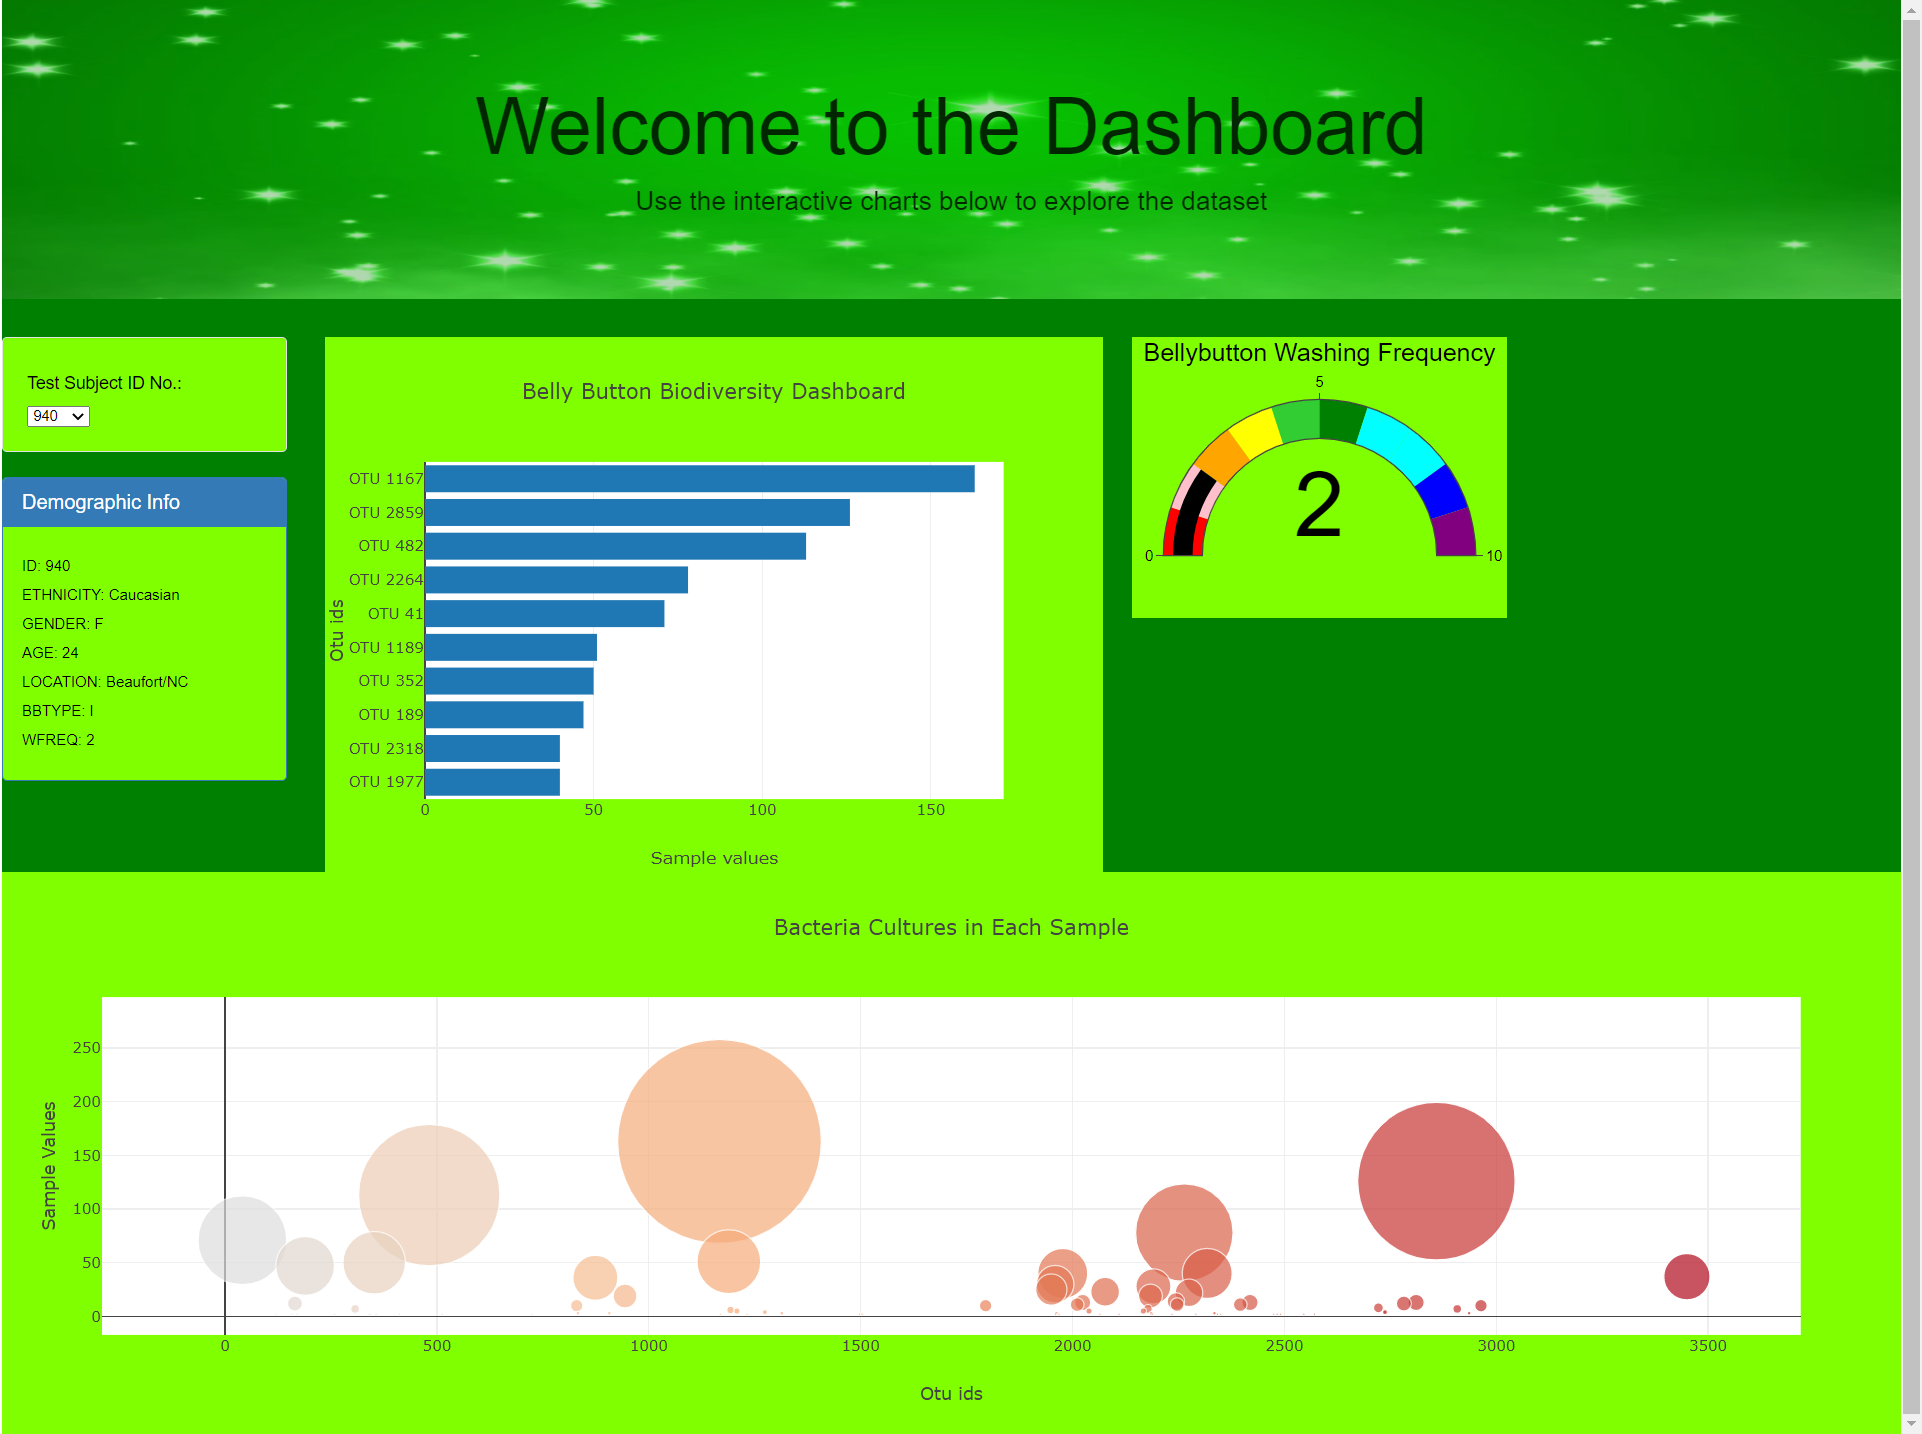 Welcome to the Dashboard
Use the interactive charts below to explore the dataset
Test Subject ID No.:
940
Demographic Info
ID: 940
ETHNICITY: Caucasian
GENDER: F
AGE: 24
LOCATION: Beaufort/NC
BBTYPE: I
WFREQ: 2
Belly Button Biodiversity Dashboard
Otu ids
OTU 1167
OTU 2859
OTU 482
OTU 2264
OTU 41
OTU 1189
OTU 352
OTU 189
OTU 2318
OTU 1977
0 50 100 150
Sample values
Bellybutton Washing Frequency
5
2
0 10
Bacteria Cultures in Each Sample
Sample Values
250
200
150
100
50
0
0 500 1000 1500 2000 2500 3000 3500
Otu ids